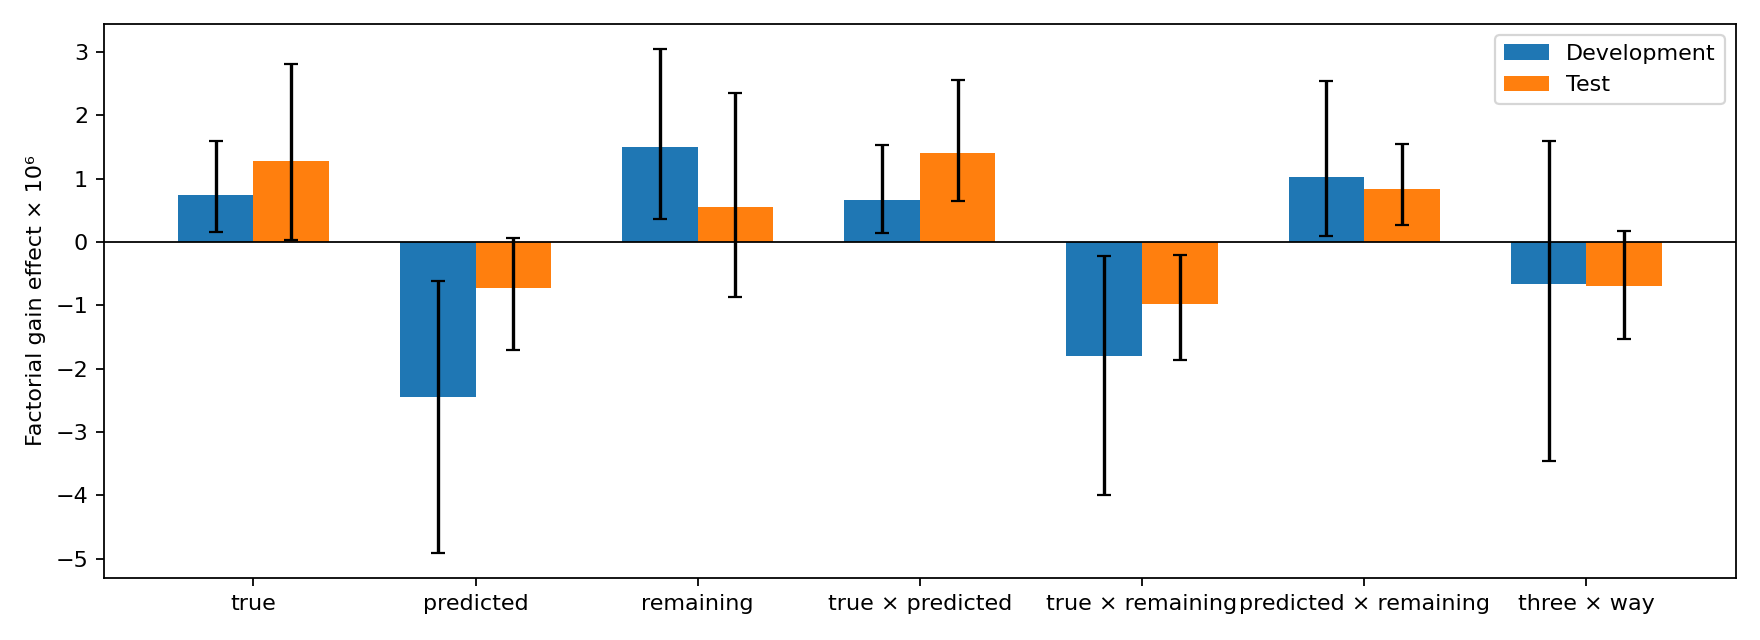 Factorial gain effect × 10⁶
3
2
1
0
−1
−2
−3
−4
−5
Development
Test
true
predicted
remaining
true × predicted
true × remaining
predicted × remaining
three × way